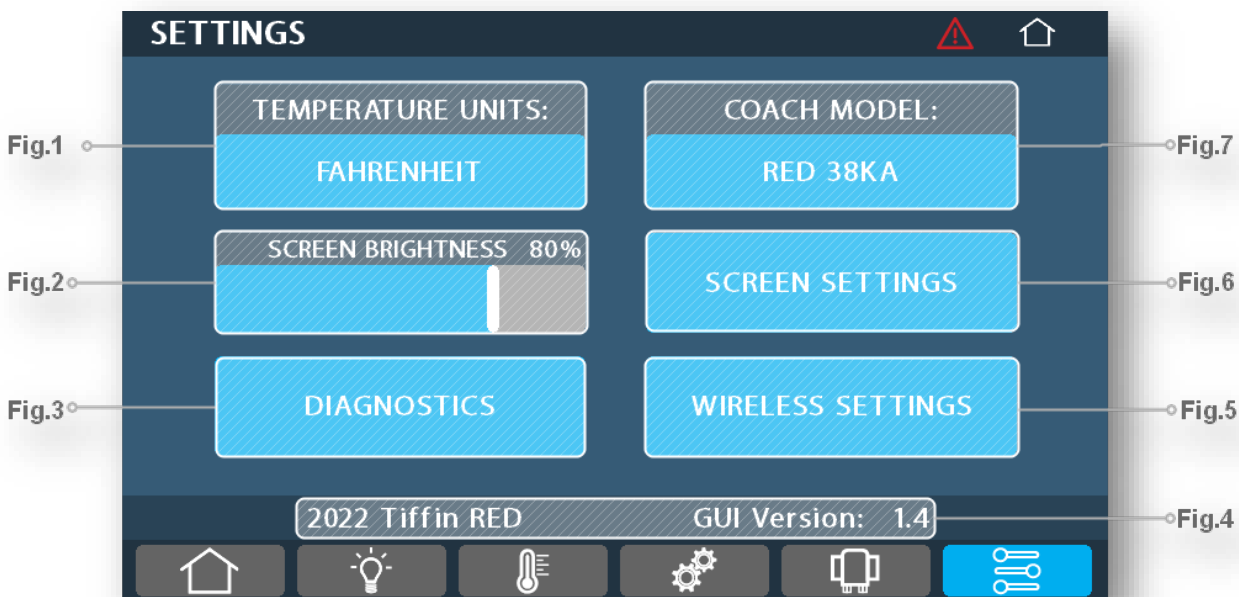 SETTINGS
TEMPERATURE UNITS:
FAHRENHEIT
COACH MODEL:
RED 38KA
Fig.1
Fig.7
SCREEN BRIGHTNESS 80%
SCREEN SETTINGS
Fig.2
Fig.6
DIAGNOSTICS
WIRELESS SETTINGS
Fig.3
Fig.5
2022 Tiffin RED GUI Version: 1.4
Fig.4